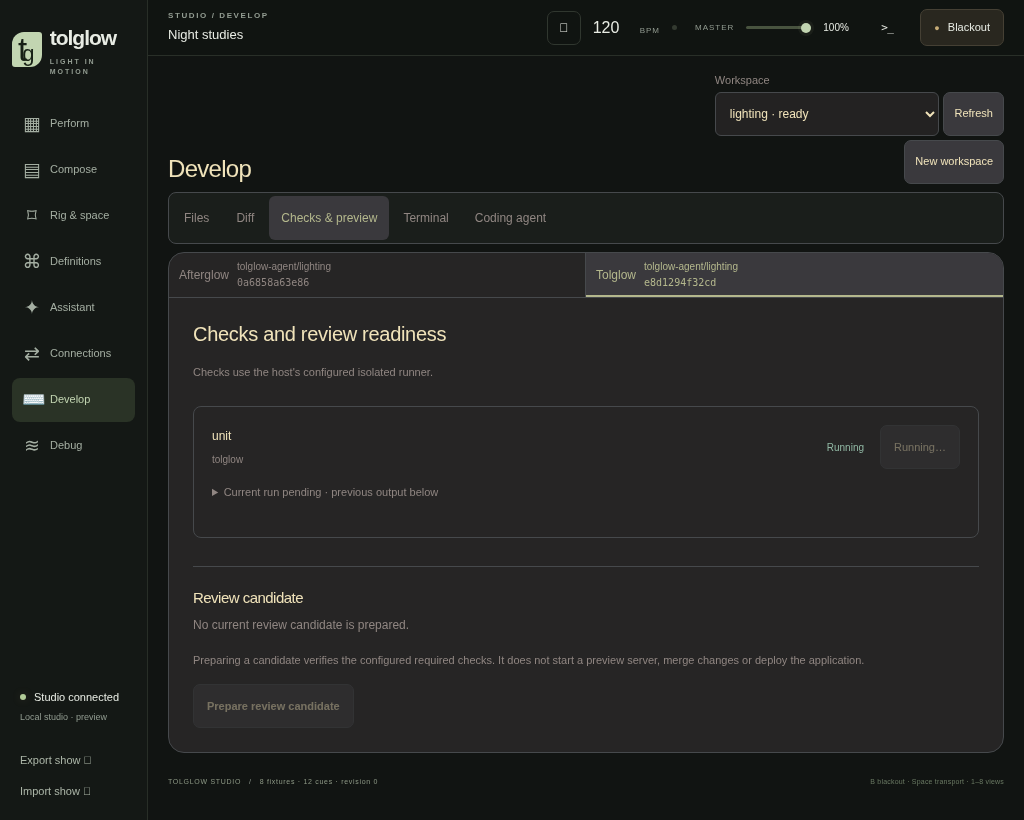 tg tolglow
LIGHT IN
MOTION
Perform
Compose
Rig & space
Definitions
Assistant
Connections
Develop
Debug
Studio connected
Local studio · preview
Export show
Import show
STUDIO / DEVELOP
Night studies
120 BPM
MASTER 100%
>_
Blackout
Workspace
lighting · ready
Refresh
New workspace
Develop
Files Diff Checks & preview Terminal Coding agent
Afterglow
tolglow-agent/lighting
0a6858a63e86
Tolglow
tolglow-agent/lighting
e8d1294f32cd
Checks and review readiness
Checks use the host's configured isolated runner.
unit
tolglow
Running
Running…
Current run pending · previous output below
Review candidate
No current review candidate is prepared.
Preparing a candidate verifies the configured required checks. It does not start a preview server, merge changes or deploy the application.
Prepare review candidate
TOLGLOW STUDIO / 8 fixtures · 12 cues · revision 0
B blackout · Space transport · 1–8 views